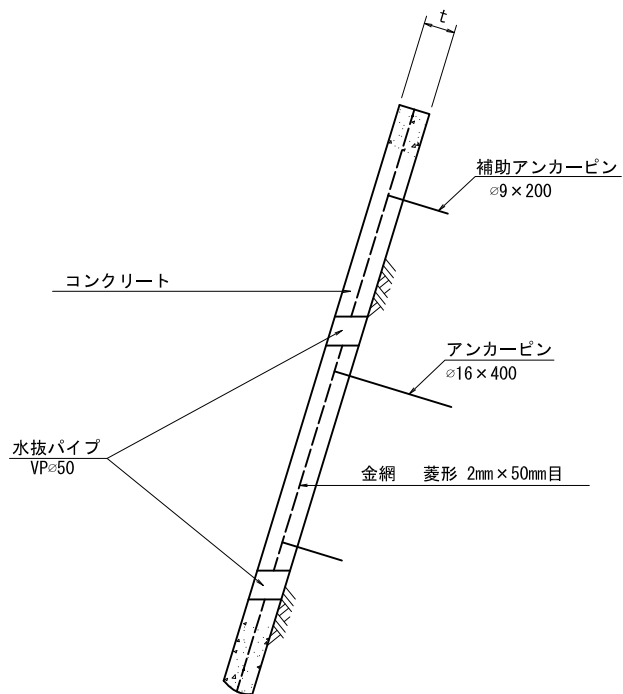 t
補助アンカーピン
⌀9×200
コンクリート
アンカーピン
⌀16×400
水抜パイプ
VP⌀50
金網 菱形 2mm×50mm目